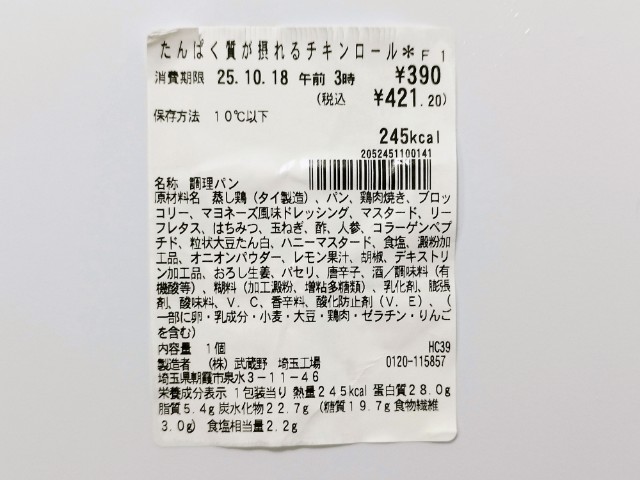 たんぱく質が摂れるチキンロール＊Ｆ１
消費期限 25.10.18 午前 3時 ¥390
(税込 ¥421.20)
保存方法 10℃以下
245kcal
2052451100141
名称 調理パン
原材料名 蒸し鶏（タイ製造）、パン、鶏肉焼き、ブロッ
コリー、マヨネーズ風味ドレッシング、マスタード、リー
フレタス、はちみつ、玉ねぎ、酢、人参、コラーゲンペプ
チド、粒状大豆たん白、ハニーマスタード、食塩、澱粉加
工品、オニオンパウダー、レモン果汁、胡椒、デキストリ
ン加工品、おろし生姜、パセリ、唐辛子、酒／調味料（有
機酸等）、糊料（加工澱粉、増粘多糖類）、乳化剤、膨張
剤、酸味料、Ｖ．Ｃ、香辛料、酸化防止剤（Ｖ．Ｅ）、（
一部に卵・乳成分・小麦・大豆・鶏肉・ゼラチン・りんご
を含む）
内容量 １個 HC39
製造者 （株）武蔵野 埼玉工場 0120-115857
埼玉県朝霞市泉水３－１１－４６
栄養成分表示 １包装当り 熱量２４５kcal 蛋白質２８.０g
脂質５.４g 炭水化物２２.７g （糖質１９.７g 食物繊維
３.０g） 食塩相当量２.２g